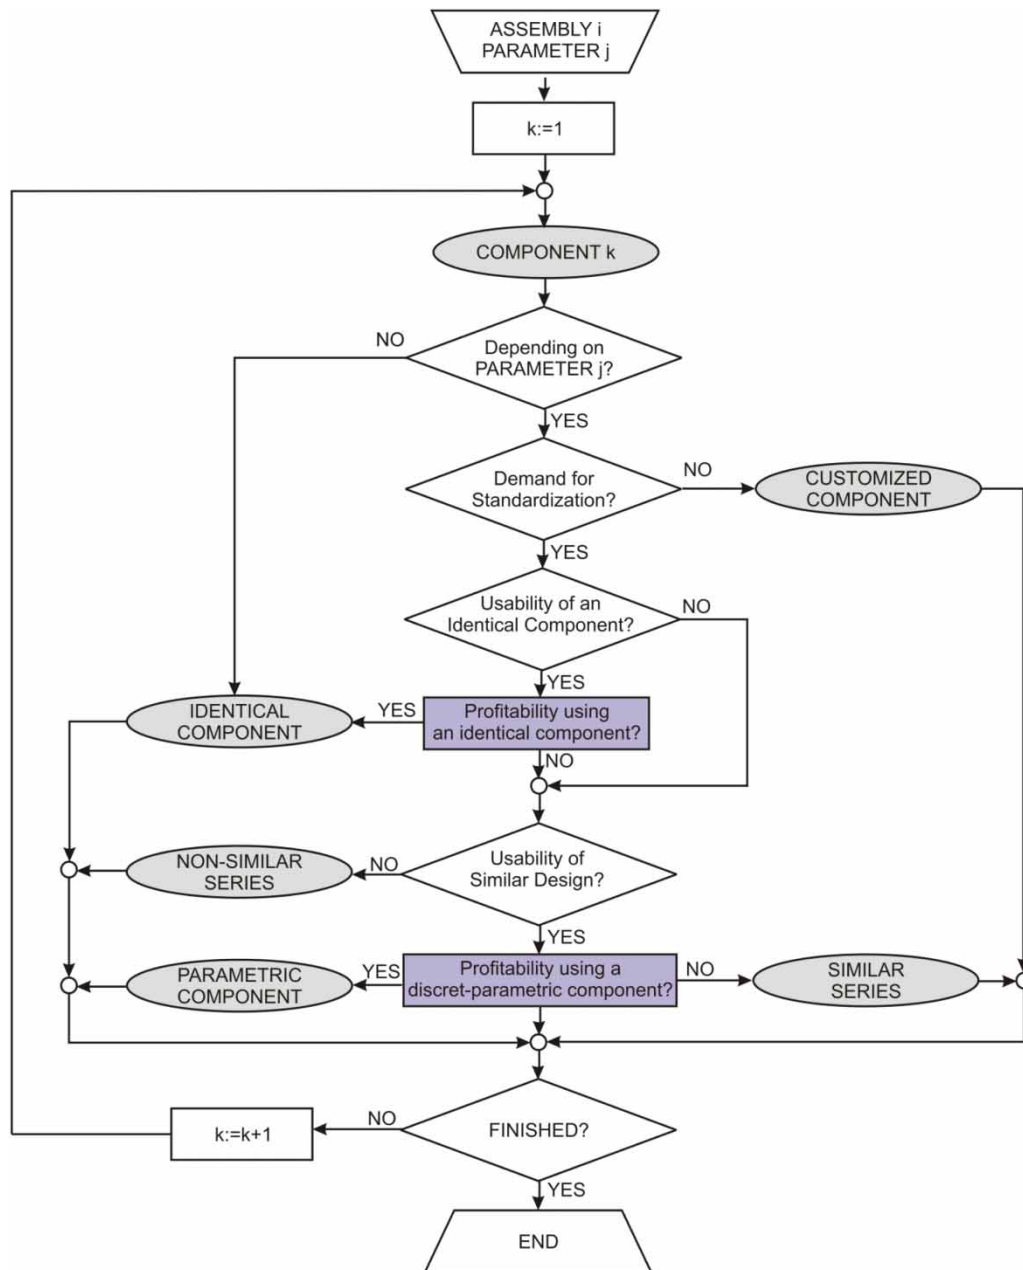 ASSEMBLY i
PARAMETER j
k:=1
COMPONENT k
NO
Depending on
PARAMETER j?
YES
Demand for
Standardization?
NO
CUSTOMIZED
COMPONENT
YES
Usability of an
Identical Component?
NO
YES
IDENTICAL
COMPONENT
YES
Profitability using
an identical component?
NO
NON-SIMILAR
SERIES
NO
Usability of
Similar Design?
YES
PARAMETRIC
COMPONENT
YES
Profitability using a
discret-parametric component?
NO
SIMILAR
SERIES
k:=k+1
NO
FINISHED?
YES
END